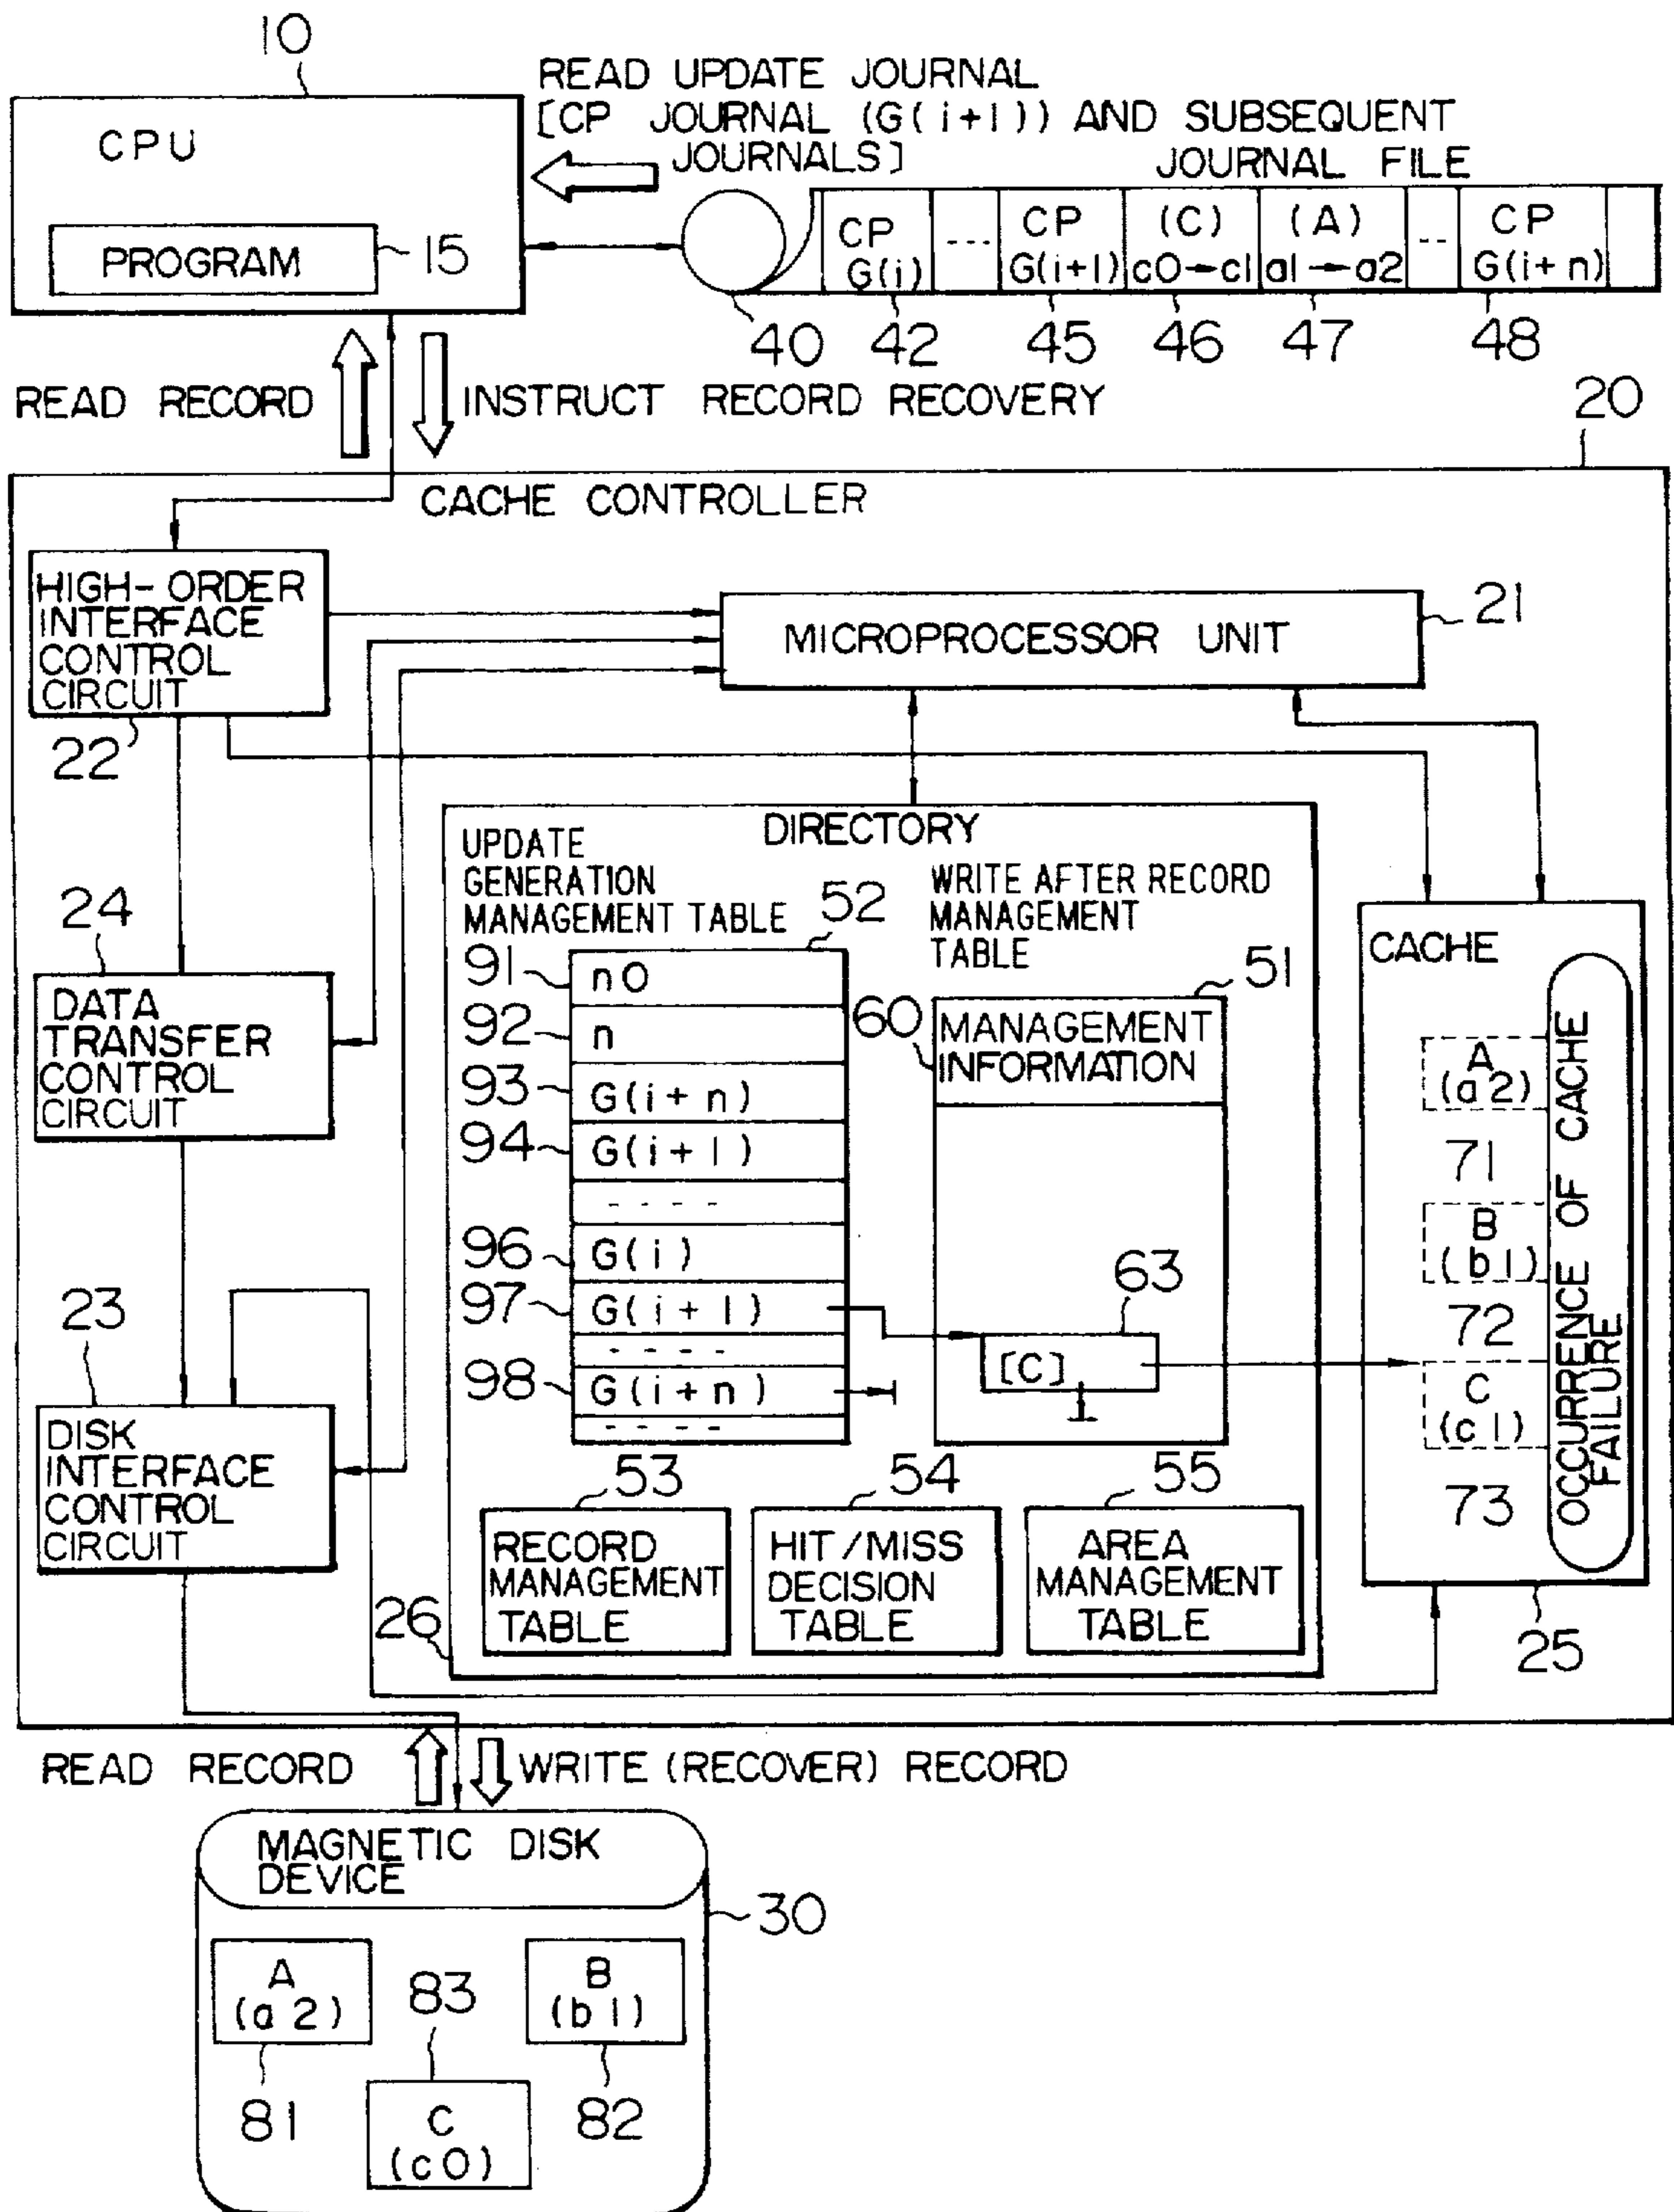 10
READ UPDATE JOURNAL
[CP JOURNAL (G(i+1)) AND SUBSEQUENT
JOURNALS]
JOURNAL FILE
CPU
PROGRAM
15
CP
G(i)
----
CP
G(i+1)
(C)
c0→c1
(A)
a1→a2
--
CP
G(i+n)
40
42
45
46
47
48
READ RECORD
INSTRUCT RECORD RECOVERY
20
CACHE CONTROLLER
HIGH-ORDER
INTERFACE
CONTROL
CIRCUIT
22
MICROPROCESSOR UNIT
21
DIRECTORY
UPDATE
GENERATION
MANAGEMENT TABLE
52
WRITE AFTER RECORD
MANAGEMENT
TABLE
51
24
DATA
TRANSFER
CONTROL
CIRCUIT
91
n0
92
n
93
G(i+n)
94
G(i+1)
----
96
G(i)
97
G(i+1)
----
98
G(i+n)
----
60
MANAGEMENT
INFORMATION
63
[C]
CACHE
A
(a2)
71
B
(b1)
72
C
(c1)
73
OCCURRENCE OF CACHE
FAILURE
25
23
DISK
INTERFACE
CONTROL
CIRCUIT
53
RECORD
MANAGEMENT
TABLE
54
HIT/MISS
DECISION
TABLE
55
AREA
MANAGEMENT
TABLE
26
READ RECORD
WRITE (RECOVER) RECORD
MAGNETIC DISK
DEVICE
30
A
(a2)
81
83
B
(b1)
82
C
(c0)